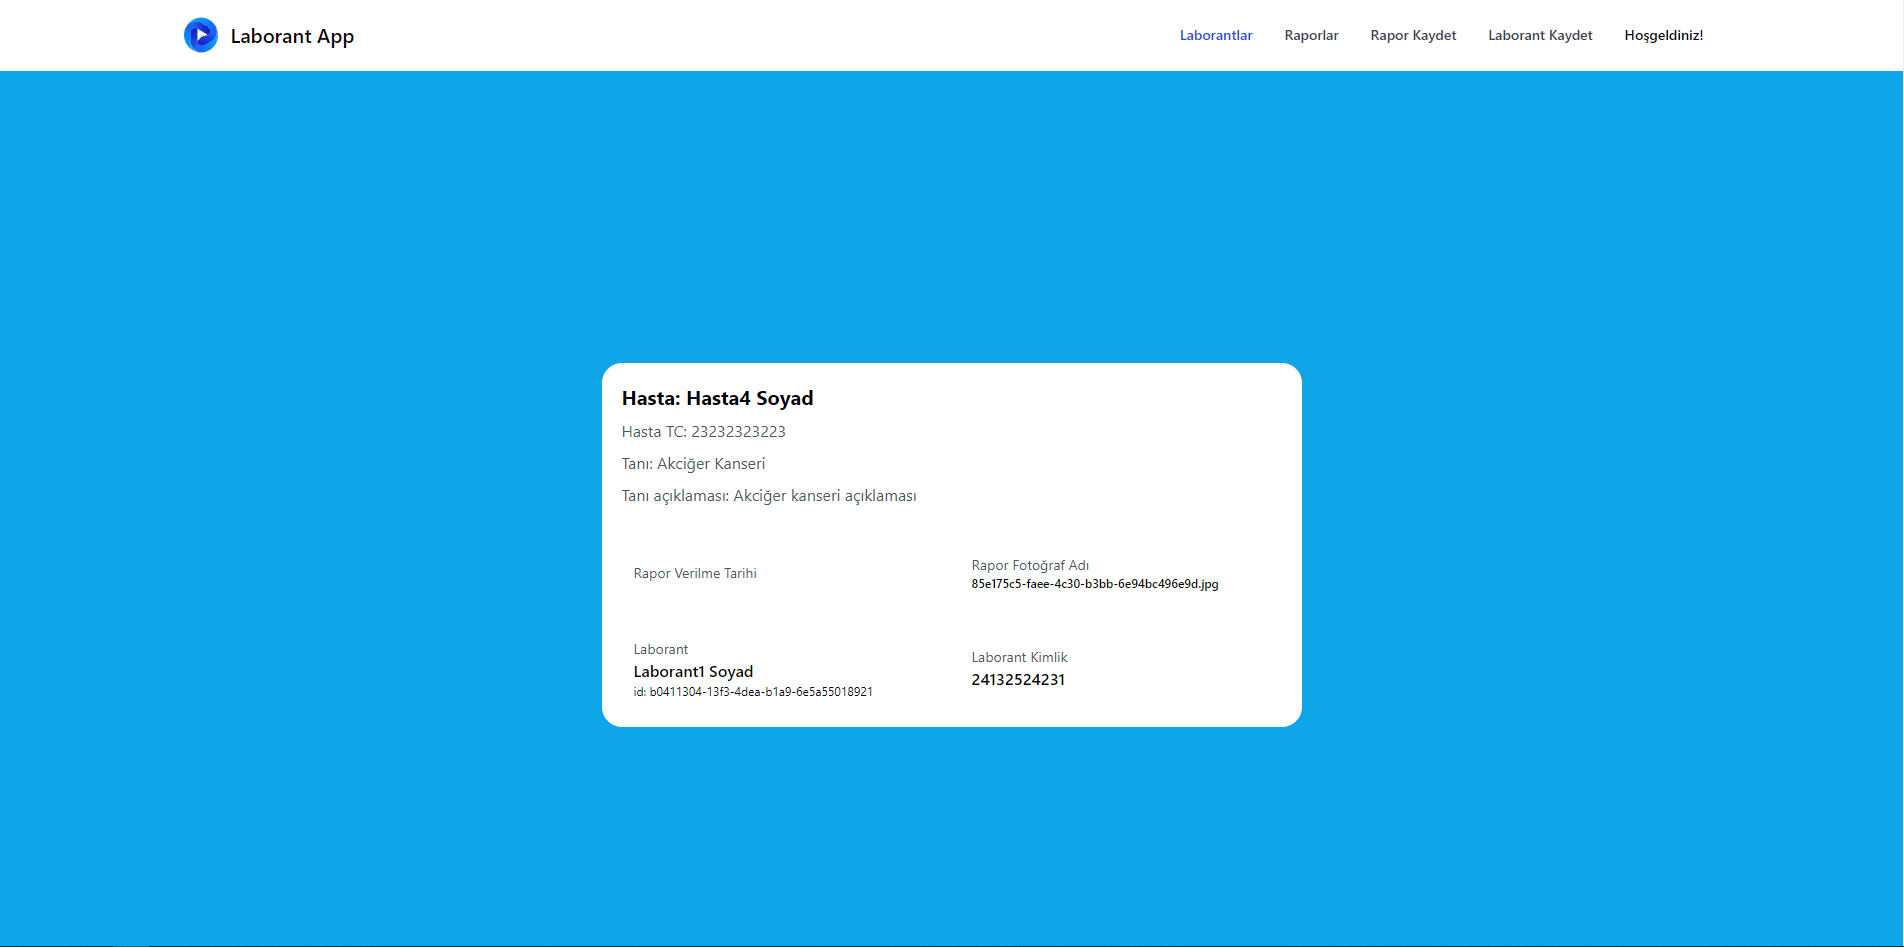 Laborant App
Laborantlar
Raporlar
Rapor Kaydet
Laborant Kaydet
Hoşgeldiniz!
Hasta: Hasta4 Soyad
Hasta TC: 23232323223
Tanı: Akciğer Kanseri
Tanı açıklaması: Akciğer kanseri açıklaması
Rapor Verilme Tarihi
Rapor Fotoğraf Adı
85e175c5-faee-4c30-b3bb-6e94bc496e9d.jpg
Laborant
Laborant1 Soyad
id: b0411304-13f3-4dea-b1a9-6e5a55018921
Laborant Kimlik
24132524231